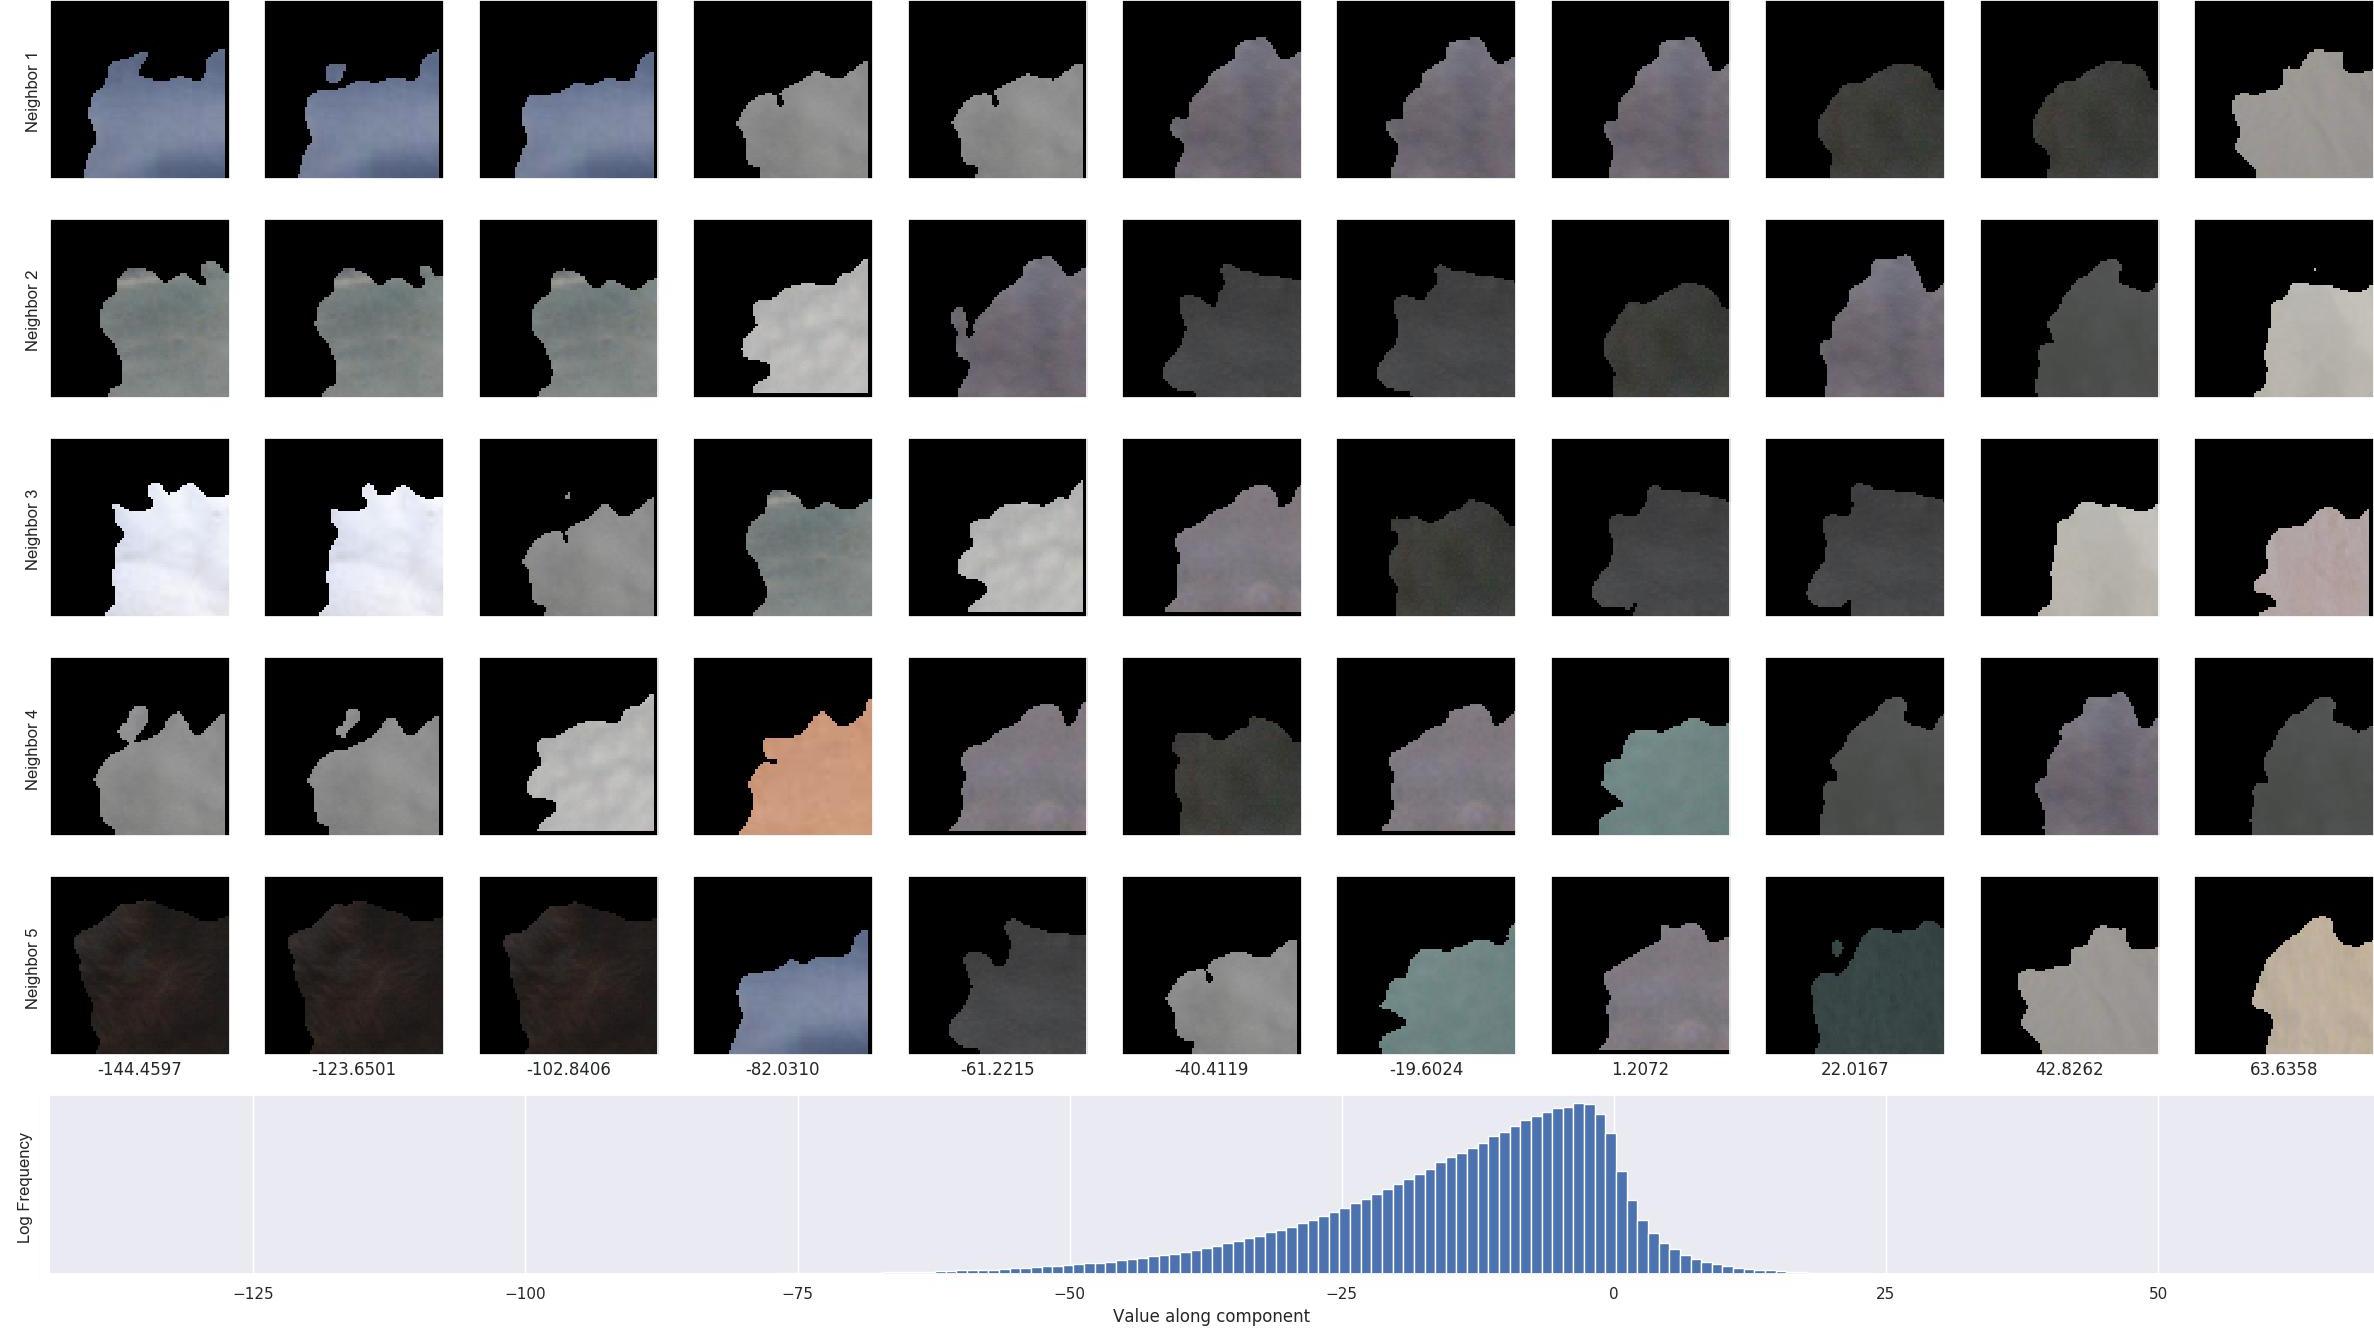 Neighbor 1
Neighbor 2
Neighbor 3
Neighbor 4
Neighbor 5
-144.4597 -123.6501 -102.8406 -82.0310 -61.2215 -40.4119 -19.6024 1.2072 22.0167 42.8262 63.6358
Log Frequency
−125 −100 −75 −50 −25 0 25 50
Value along component